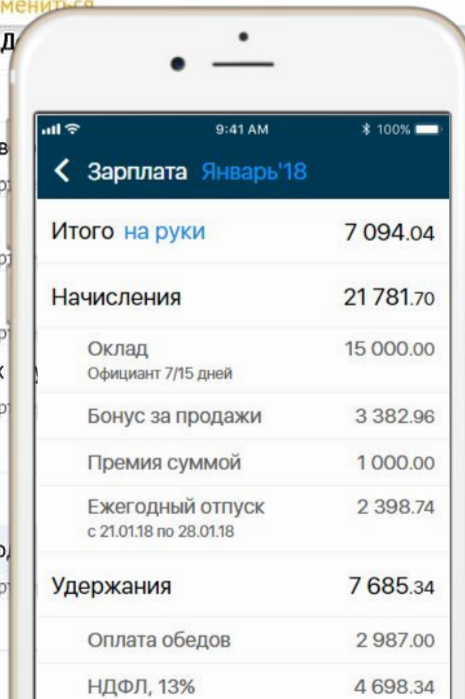 мениться
9:41 AM 100%
Зарплата Январь'18
Итого на руки 7 094.04
Начисления 21 781.70
Оклад 15 000.00
Официант 7/15 дней
Бонус за продажи 3 382.96
Премия суммой 1 000.00
Ежегодный отпуск 2 398.74
с 21.01.18 по 28.01.18
Удержания 7 685.34
Оплата обедов 2 987.00
НДФЛ, 13% 4 698.34